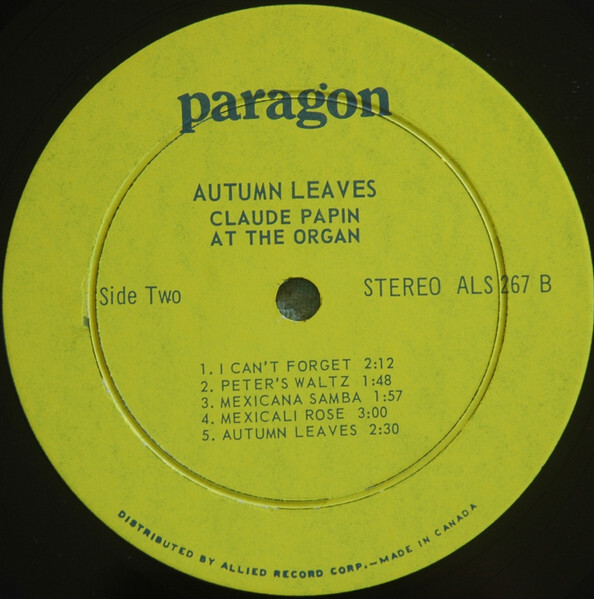 paragon
AUTUMN LEAVES
CLAUDE PAPIN
AT THE ORGAN
Side Two
STEREO ALS 267 B
1. I CAN'T FORGET 2:12
2. PETER'S WALTZ 1:48
3. MEXICANA SAMBA 1:57
4. MEXICALI ROSE 3:00
5. AUTUMN LEAVES 2:30
DISTRIBUTED BY ALLIED RECORD CORP.—MADE IN CANADA